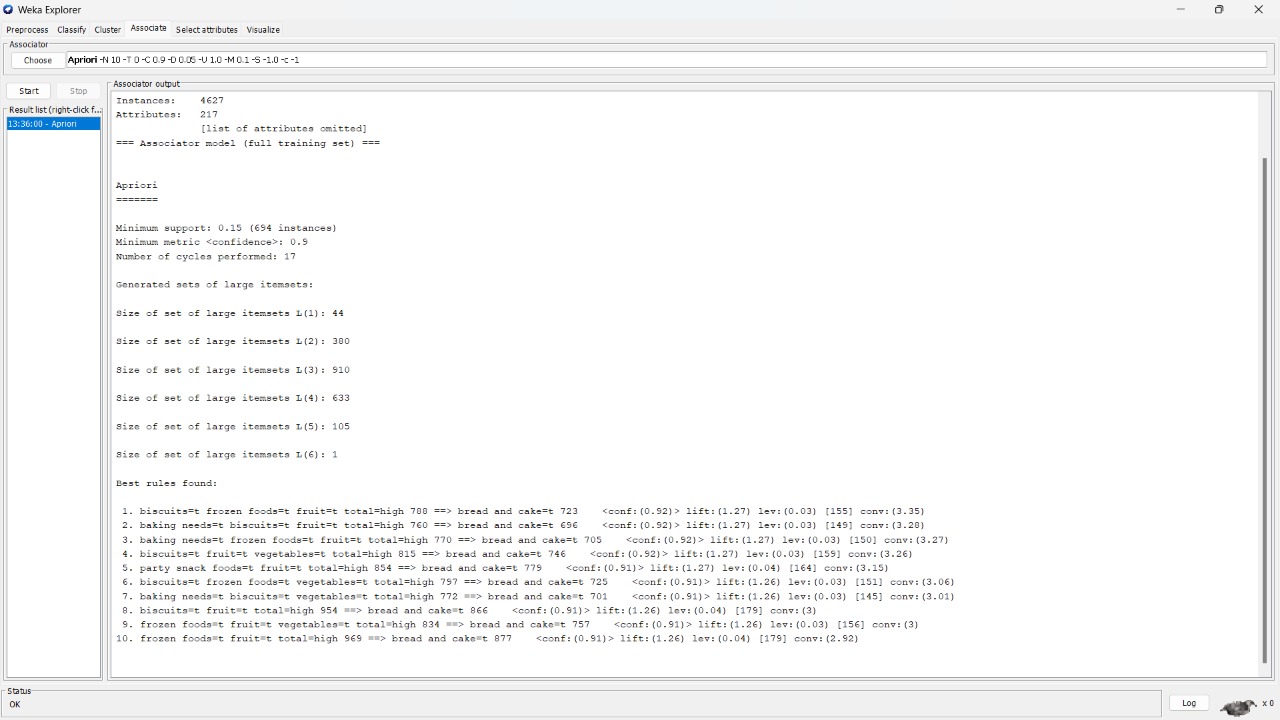 Weka Explorer
Preprocess Classify Cluster Associate Select attributes Visualize
Associator
Choose Apriori -N 10 -T 0 -C 0.9 -D 0.05 -U 1.0 -M 0.1 -S -1.0 -c -1
Start Stop
Result list (right-click f...
13:36:00 - Apriori
Associator output
Instances: 4627
Attributes: 217
[list of attributes omitted]
=== Associator model (full training set) ===
Apriori
=======
Minimum support: 0.15 (694 instances)
Minimum metric <confidence>: 0.9
Number of cycles performed: 17
Generated sets of large itemsets:
Size of set of large itemsets L(1): 44
Size of set of large itemsets L(2): 380
Size of set of large itemsets L(3): 910
Size of set of large itemsets L(4): 633
Size of set of large itemsets L(5): 105
Size of set of large itemsets L(6): 1
Best rules found:
1. biscuits=t frozen foods=t fruit=t total=high 788 ==> bread and cake=t 723 <conf:(0.92)> lift:(1.27) lev:(0.03) [155] conv:(3.35)
2. baking needs=t biscuits=t fruit=t total=high 760 ==> bread and cake=t 696 <conf:(0.92)> lift:(1.27) lev:(0.03) [149] conv:(3.28)
3. baking needs=t frozen foods=t fruit=t total=high 770 ==> bread and cake=t 705 <conf:(0.92)> lift:(1.27) lev:(0.03) [150] conv:(3.27)
4. biscuits=t fruit=t vegetables=t total=high 815 ==> bread and cake=t 746 <conf:(0.92)> lift:(1.27) lev:(0.03) [159] conv:(3.26)
5. party snack foods=t fruit=t total=high 854 ==> bread and cake=t 779 <conf:(0.91)> lift:(1.27) lev:(0.04) [164] conv:(3.15)
6. biscuits=t frozen foods=t vegetables=t total=high 797 ==> bread and cake=t 725 <conf:(0.91)> lift:(1.26) lev:(0.03) [151] conv:(3.06)
7. baking needs=t biscuits=t vegetables=t total=high 772 ==> bread and cake=t 701 <conf:(0.91)> lift:(1.26) lev:(0.03) [145] conv:(3.01)
8. biscuits=t fruit=t total=high 954 ==> bread and cake=t 866 <conf:(0.91)> lift:(1.26) lev:(0.04) [179] conv:(3)
9. frozen foods=t fruit=t vegetables=t total=high 834 ==> bread and cake=t 757 <conf:(0.91)> lift:(1.26) lev:(0.03) [156] conv:(3)
10. frozen foods=t fruit=t total=high 969 ==> bread and cake=t 877 <conf:(0.91)> lift:(1.26) lev:(0.04) [179] conv:(2.92)
Status
OK
Log
x 0